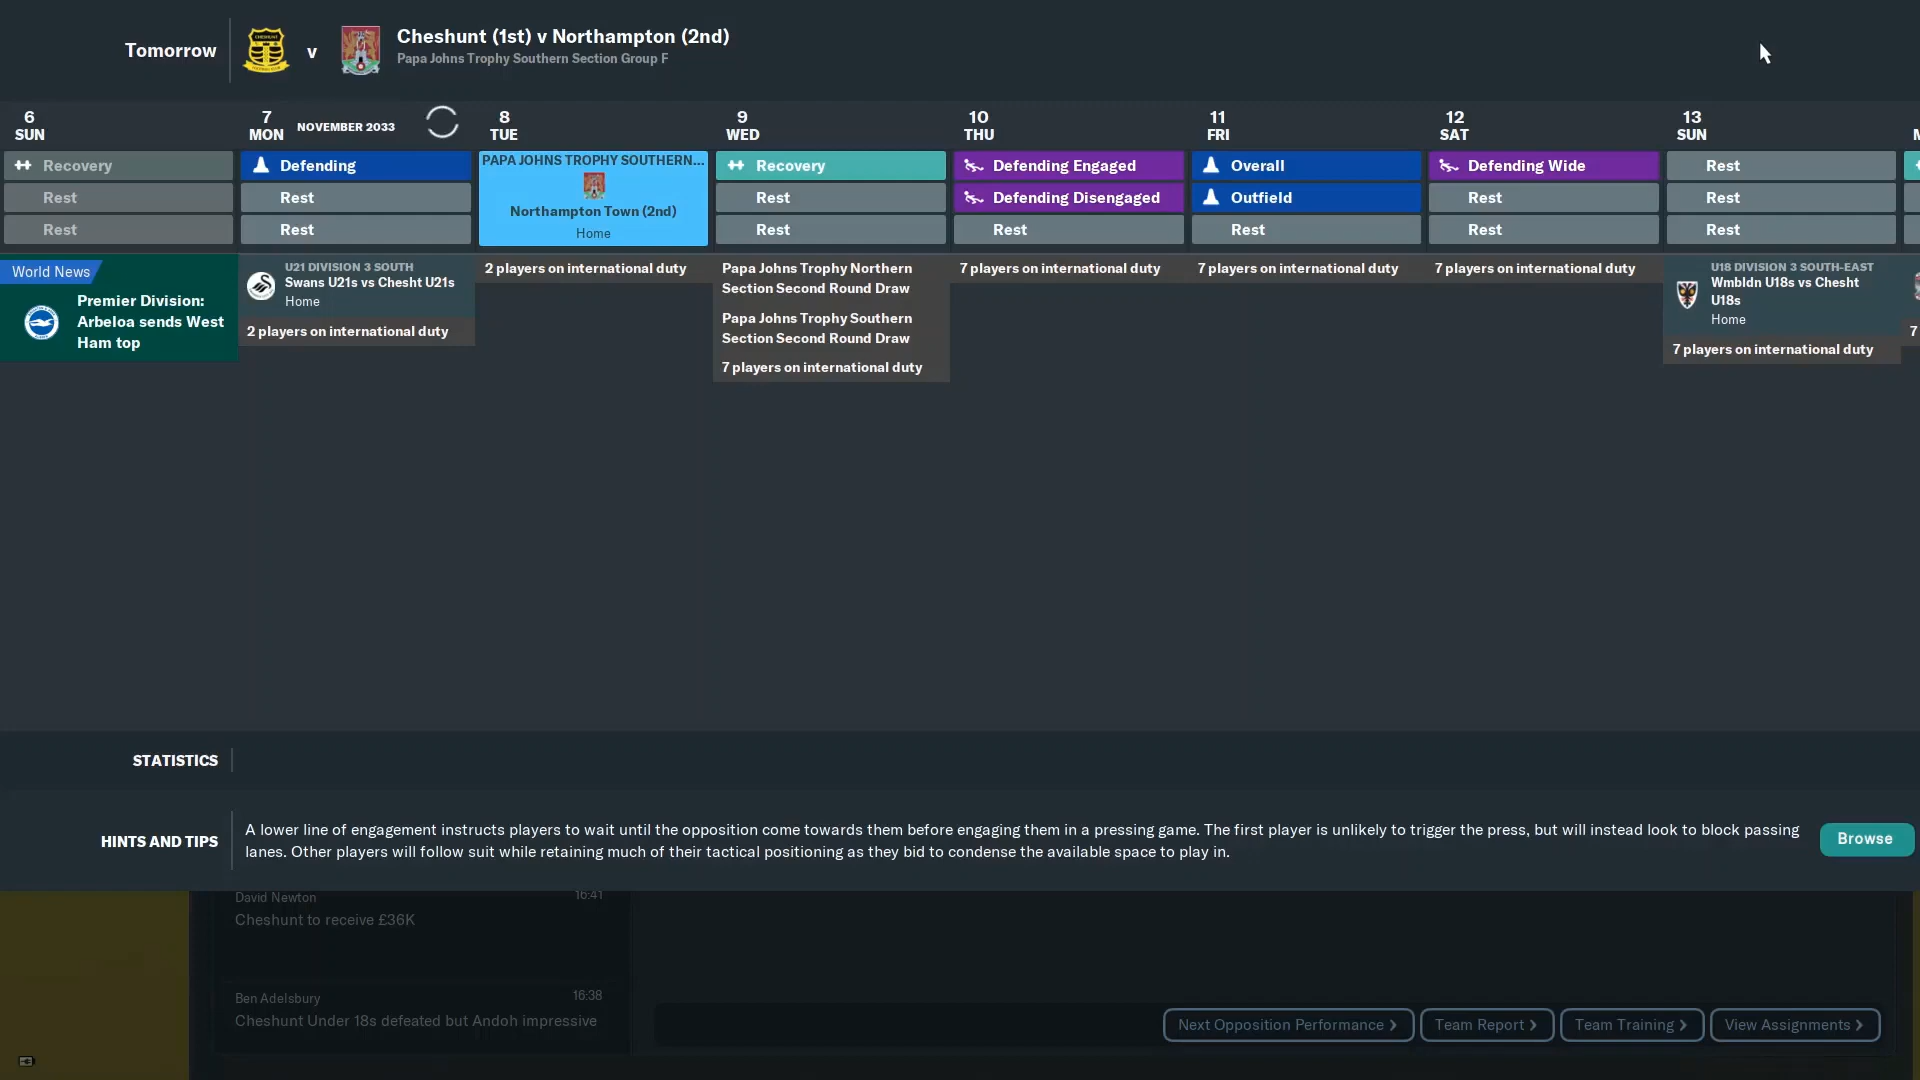 Tomorrow
v
Cheshunt (1st) v Northampton (2nd)
Papa Johns Trophy Southern Section Group F
6
SUN
7
MON
NOVEMBER 2033
8
TUE
9
WED
10
THU
11
FRI
12
SAT
13
SUN
Recovery
Rest
Rest
Defending
Rest
Rest
PAPA JOHNS TROPHY SOUTHERN...
Northampton Town (2nd)
Home
Recovery
Rest
Rest
Defending Engaged
Defending Disengaged
Rest
Overall
Outfield
Rest
Defending Wide
Rest
Rest
Rest
Rest
Rest
World News
Premier Division:
Arbeloa sends West
Ham top
U21 DIVISION 3 SOUTH
Swans U21s vs Chesht U21s
Home
2 players on international duty
2 players on international duty
Papa Johns Trophy Northern
Section Second Round Draw
Papa Johns Trophy Southern
Section Second Round Draw
7 players on international duty
7 players on international duty
7 players on international duty
7 players on international duty
U18 DIVISION 3 SOUTH-EAST
Wmbldn U18s vs Chesht
U18s
Home
7 players on international duty
7
STATISTICS
HINTS AND TIPS
A lower line of engagement instructs players to wait until the opposition come towards them before engaging them in a pressing game. The first player is unlikely to trigger the press, but will instead look to block passing
lanes. Other players will follow suit while retaining much of their tactical positioning as they bid to condense the available space to play in.
Browse
David Newton
16:41
Cheshunt to receive £36K
Ben Adelsbury
16:38
Cheshunt Under 18s defeated but Andoh impressive
Next Opposition Performance
Team Report
Team Training
View Assignments